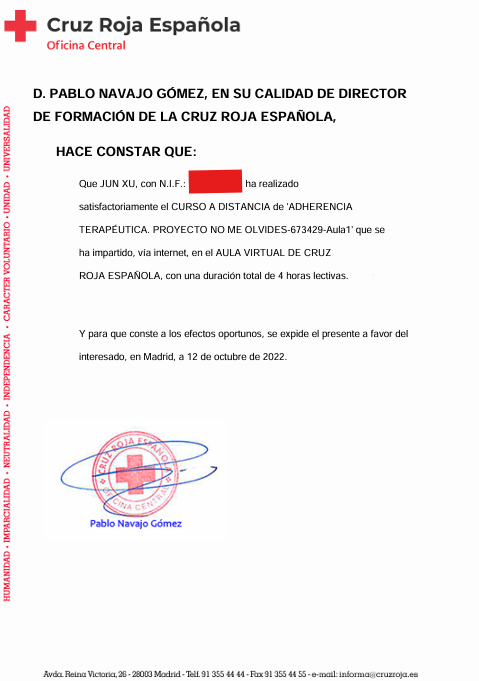 Cruz Roja Española
Oficina Central
D. PABLO NAVAJO GÓMEZ, EN SU CALIDAD DE DIRECTOR
DE FORMACIÓN DE LA CRUZ ROJA ESPAÑOLA,
HACE CONSTAR QUE:
Que JUN XU, con N.I.F.: ha realizado
satisfactoriamente el CURSO A DISTANCIA de 'ADHERENCIA
TERAPÉUTICA. PROYECTO NO ME OLVIDES-673429-Aula1' que se
ha impartido, vía internet, en el AULA VIRTUAL DE CRUZ
ROJA ESPAÑOLA, con una duración total de 4 horas lectivas.
Y para que conste a los efectos oportunos, se expide el presente a favor del
interesado, en Madrid, a 12 de octubre de 2022.
CRUZ ROJA ESPAÑOLA
OFICINA CENTRAL
Pablo Navajo Gómez
HUMANIDAD • IMPARCIALIDAD • NEUTRALIDAD • INDEPENDENCIA • CARÁCTER VOLUNTARIO • UNIDAD • UNIVERSALIDAD
Avda. Reina Victoria, 26 - 28003 Madrid - Telf. 91 355 44 44 - Fax 91 355 44 55 - e-mail: informa@cruzroja.es